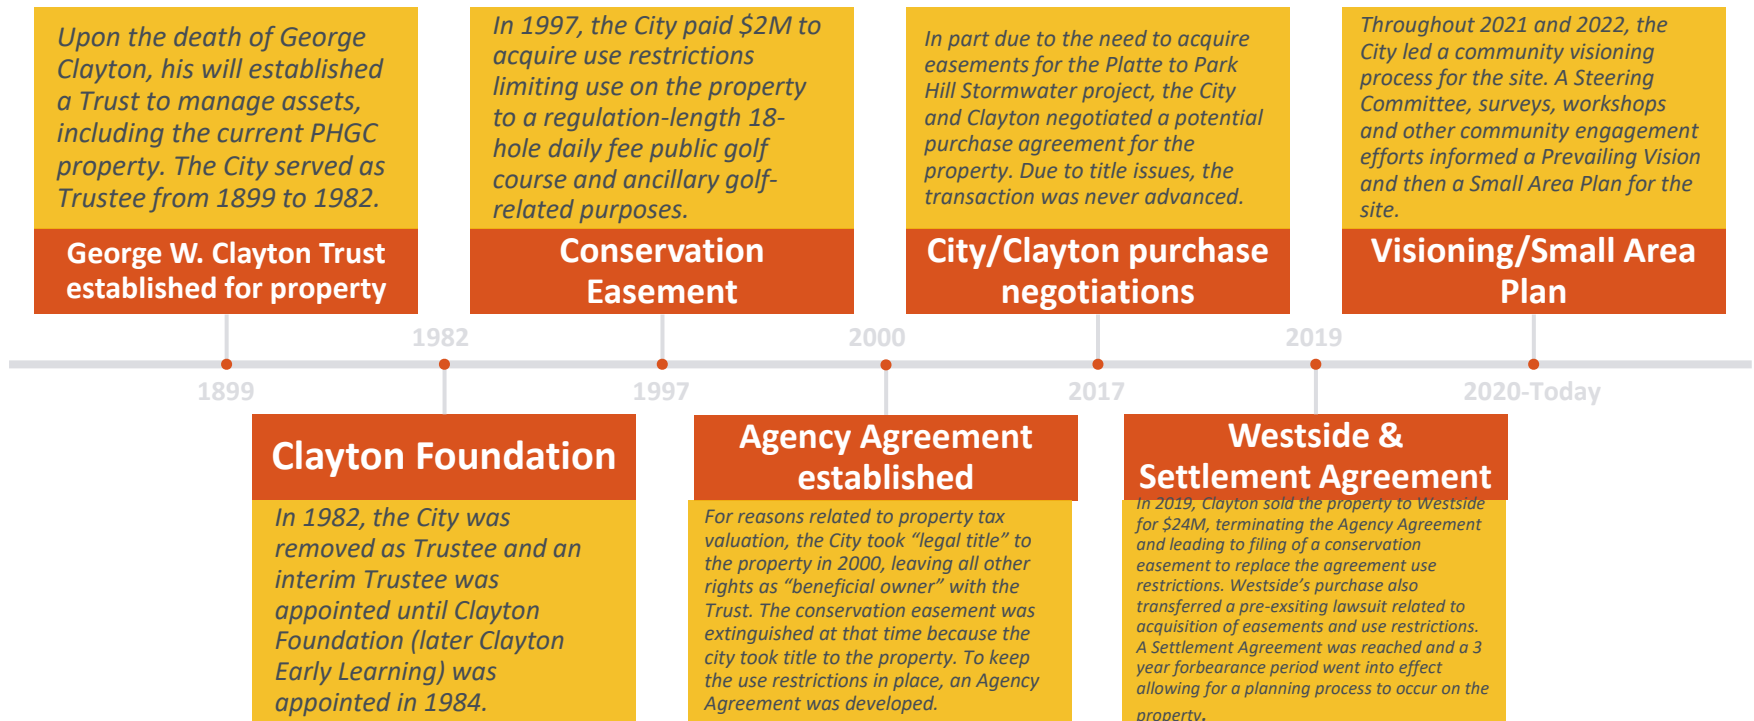 Upon the death of George
Clayton, his will established
a Trust to manage assets,
including the current PHGC
property. The City served as
Trustee from 1899 to 1982.
George W. Clayton Trust
established for property
In 1997, the City paid $2M to
acquire use restrictions
limiting use on the property
to a regulation-length 18-
hole daily fee public golf
course and ancillary golf-
related purposes.
Conservation
Easement
In part due to the need to acquire
easements for the Platte to Park
Hill Stormwater project, the City
and Clayton negotiated a potential
purchase agreement for the
property. Due to title issues, the
transaction was never advanced.
City/Clayton purchase
negotiations
Throughout 2021 and 2022, the
City led a community visioning
process for the site. A Steering
Committee, surveys, workshops
and other community engagement
efforts informed a Prevailing Vision
and then a Small Area Plan for the
site.
Visioning/Small Area
Plan
1982
2000
2019
1899
1997
2017
2020-Today
Clayton Foundation
In 1982, the City was
removed as Trustee and an
interim Trustee was
appointed until Clayton
Foundation (later Clayton
Early Learning) was
appointed in 1984.
Agency Agreement
established
For reasons related to property tax
valuation, the City took “legal title” to
the property in 2000, leaving all other
rights as “beneficial owner” with the
Trust. The conservation easement was
extinguished at that time because the
city took title to the property. To keep
the use restrictions in place, an Agency
Agreement was developed.
Westside &
Settlement Agreement
In 2019, Clayton sold the property to Westside
for $24M, terminating the Agency Agreement
and leading to filing of a conservation
easement to replace the agreement use
restrictions. Westside’s purchase also
transferred a pre-exsiting lawsuit related to
acquisition of easements and use restrictions.
A Settlement Agreement was reached and a 3
year forbearance period went into effect
allowing for a planning process to occur on the
property.